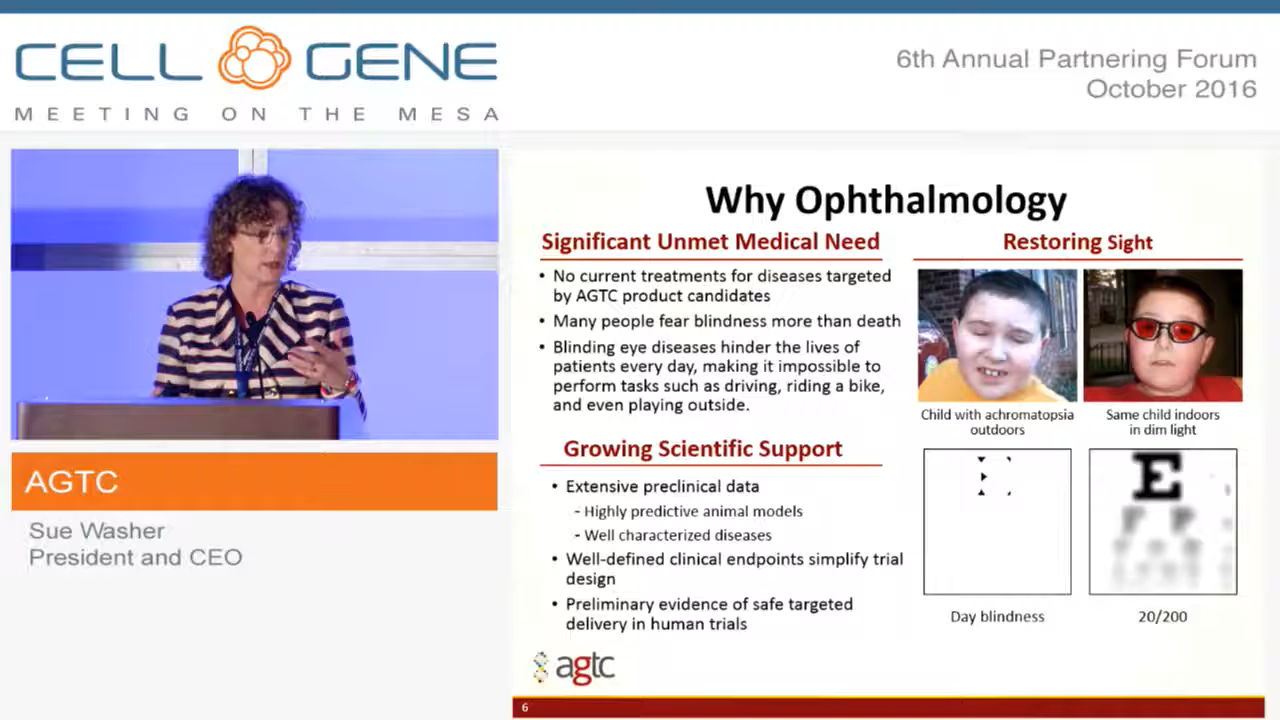 CELL GENE
MEETING ON THE MESA
6th Annual Partnering Forum
October 2016
AGTC
Sue Washer
President and CEO
Why Ophthalmology
Significant Unmet Medical Need
• No current treatments for diseases targeted
by AGTC product candidates
• Many people fear blindness more than death
• Blinding eye diseases hinder the lives of
patients every day, making it impossible to
perform tasks such as driving, riding a bike,
and even playing outside.
Growing Scientific Support
• Extensive preclinical data
- Highly predictive animal models
- Well characterized diseases
• Well-defined clinical endpoints simplify trial
design
• Preliminary evidence of safe targeted
delivery in human trials
Restoring Sight
Child with achromatopsia
outdoors
Same child indoors
in dim light
E
F P
Day blindness
20/200
agtc
6